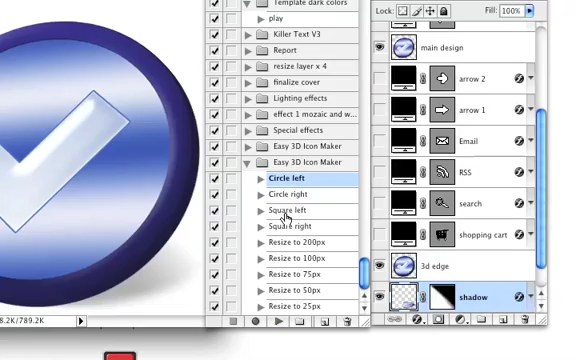 Template dark colors
play
Killer Text V3
Report
resize layer x 4
finalize cover
Lighting effects
effect 1 mozaic and w...
Special effects
Easy 3D Icon Maker
Easy 3D Icon Maker
Circle left
Circle right
Square left
Square right
Resize to 200px
Resize to 100px
Resize to 75px
Resize to 50px
Resize to 25px
8.2K/789.2K
Lock:
Fill: 100%
main design
arrow 2
arrow 1
Email
RSS
search
shopping cart
3d edge
shadow